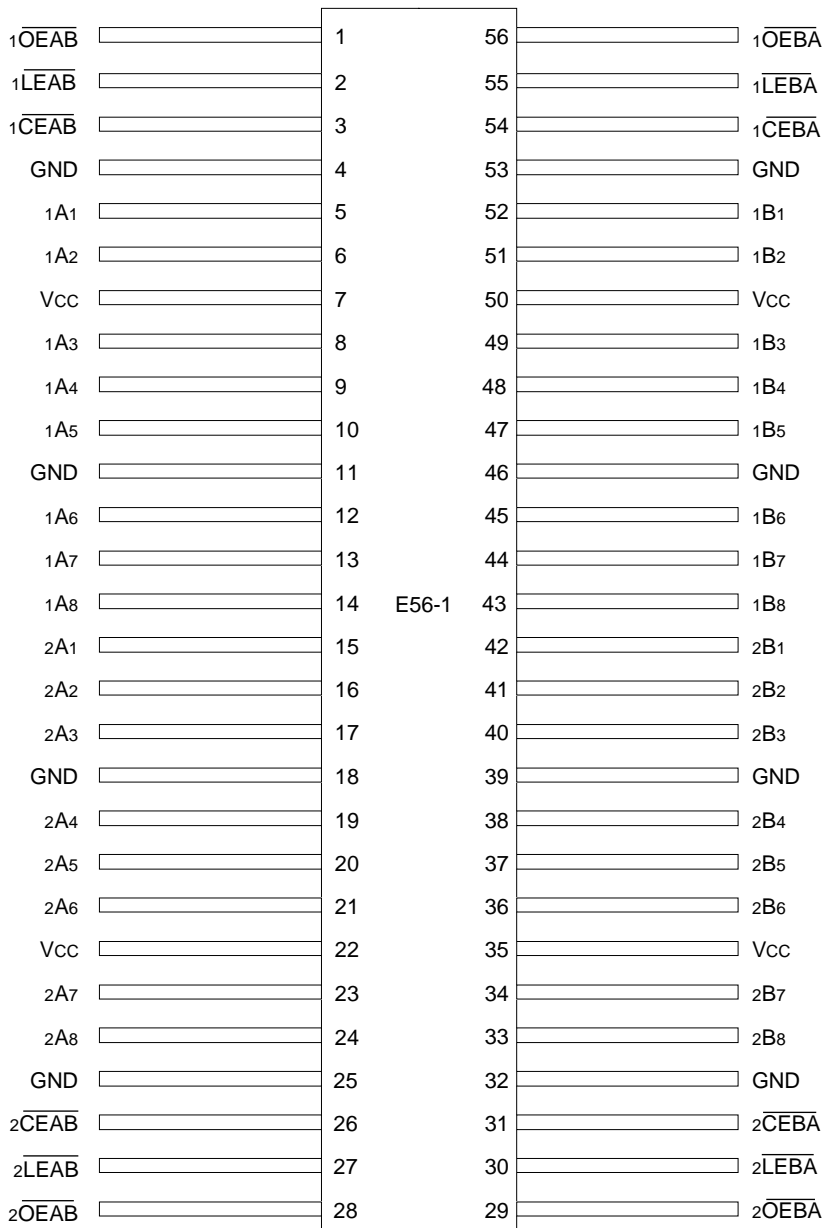 1OEAB 1 56 1OEBA
1LEAB 2 55 1LEBA
1CEAB 3 54 1CEBA
GND 4 53 GND
1A1 5 52 1B1
1A2 6 51 1B2
VCC 7 50 VCC
1A3 8 49 1B3
1A4 9 48 1B4
1A5 10 47 1B5
GND 11 46 GND
1A6 12 45 1B6
1A7 13 44 1B7
1A8 14 E56-1 43 1B8
2A1 15 42 2B1
2A2 16 41 2B2
2A3 17 40 2B3
GND 18 39 GND
2A4 19 38 2B4
2A5 20 37 2B5
2A6 21 36 2B6
VCC 22 35 VCC
2A7 23 34 2B7
2A8 24 33 2B8
GND 25 32 GND
2CEAB 26 31 2CEBA
2LEAB 27 30 2LEBA
2OEAB 28 29 2OEBA